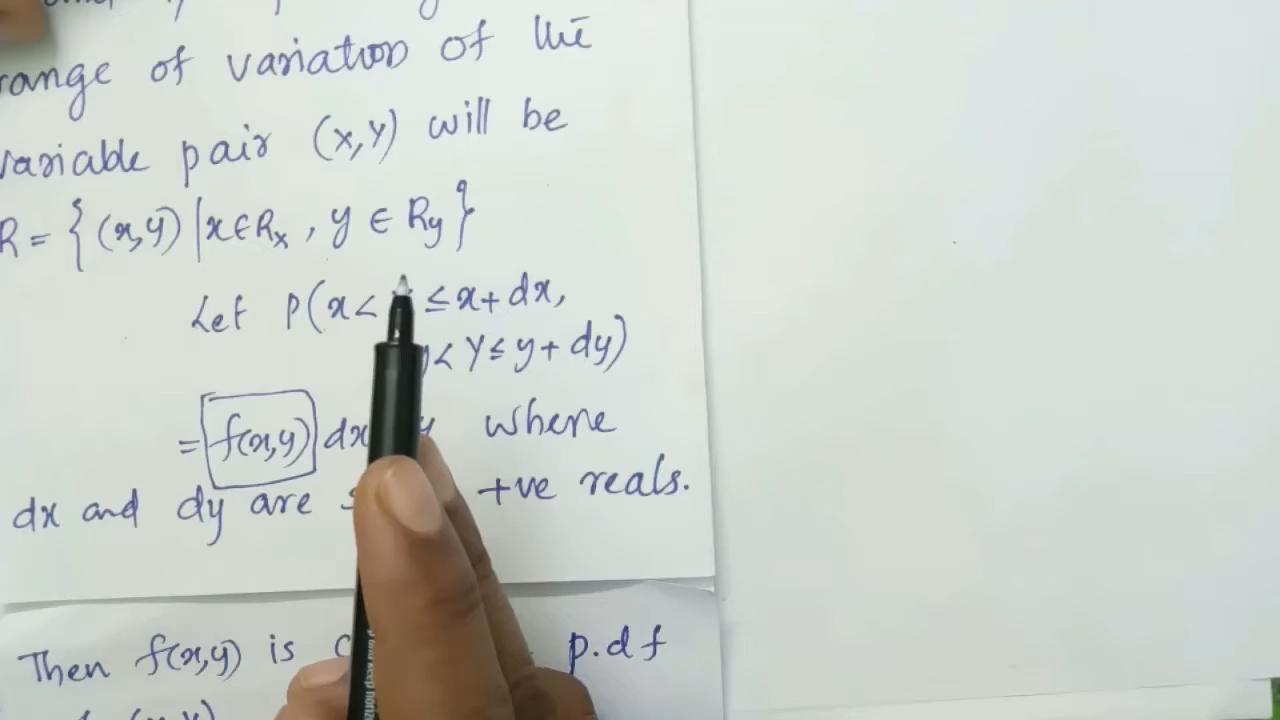 range of variation of the
variable pair (X,Y) will be
R = { (x,y) | x ∈ Rx , y ∈ Ry }
Let P(x < ≤ x + dx,
y < Y ≤ y + dy)
= f(x,y) dx where
dx and dy are +ve reals.
Then f(x,y) is p.d.f